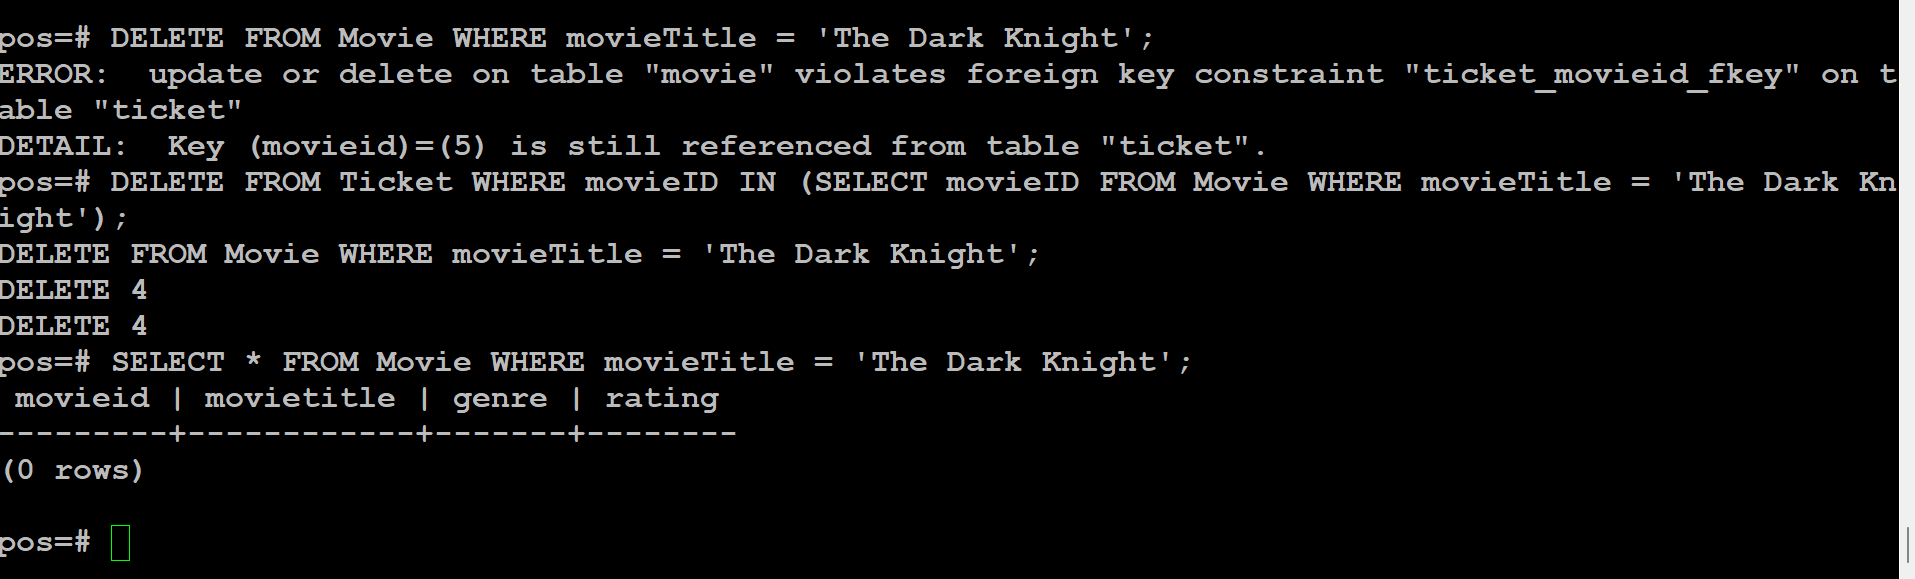 pos=# DELETE FROM Movie WHERE movieTitle = 'The Dark Knight';
ERROR:  update or delete on table "movie" violates foreign key constraint "ticket_movieid_fkey" on t
able "ticket"
DETAIL:  Key (movieid)=(5) is still referenced from table "ticket".
pos=# DELETE FROM Ticket WHERE movieID IN (SELECT movieID FROM Movie WHERE movieTitle = 'The Dark Kn
ight');
DELETE FROM Movie WHERE movieTitle = 'The Dark Knight';
DELETE 4
DELETE 4
pos=# SELECT * FROM Movie WHERE movieTitle = 'The Dark Knight';
 movieid | movietitle | genre | rating
---------+------------+-------+--------
(0 rows)
pos=#